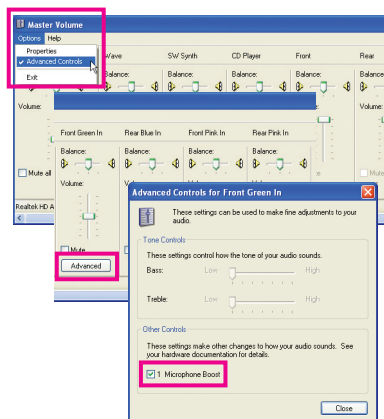 Master Volume
Options Help
Properties
Advanced Controls
Exit
Wave SW Synth CD Player Front Rear
Balance: Balance: Balance: Balance: Balance:
Volume: Volume:
Mute all Mute
Realtek HD A
Front Green In Rear Blue In Front Pink In Rear Pink In
Balance: Balance: Balance: Balance:
Volume:
Mute
Advanced
Advanced Controls for Front Green In
These settings can be used to make fine adjustments to your
audio.
Tone Controls
These settings control how the tone of your audio sounds.
Bass: Low High
Treble: Low High
Other Controls
These settings make other changes to how your audio sounds. See
your hardware documentation for details.
1 Microphone Boost
Close